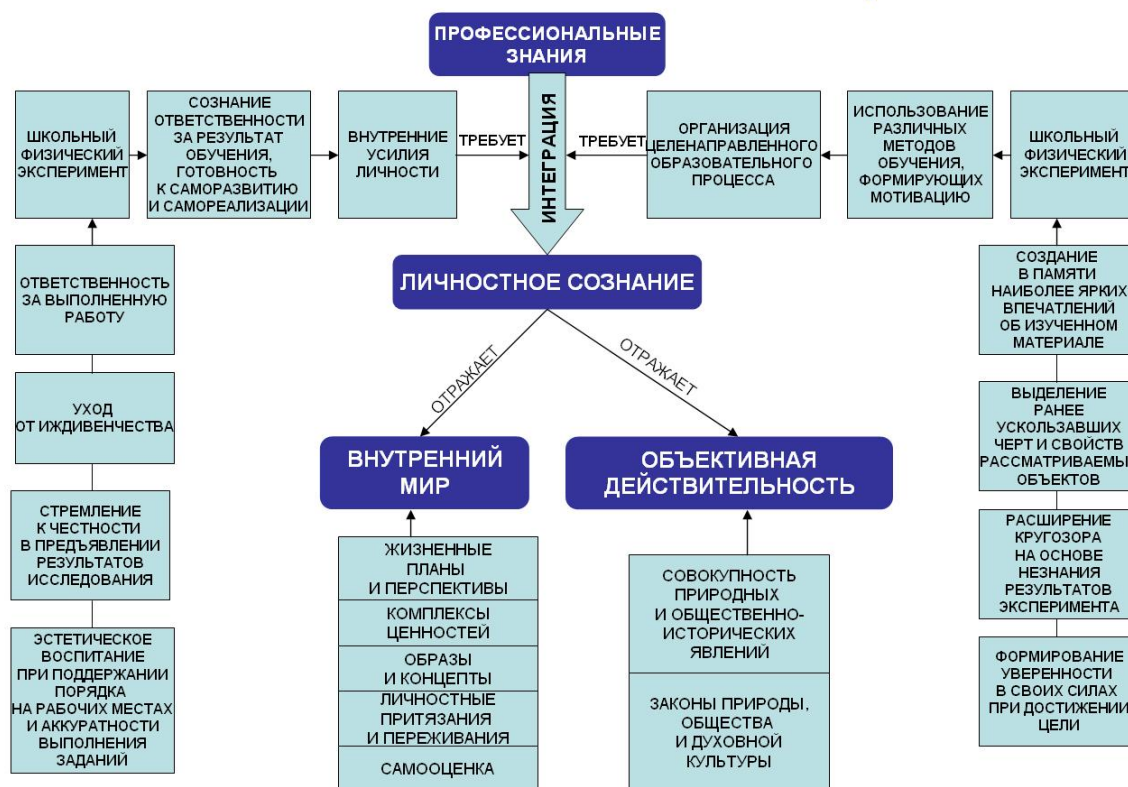 ПРОФЕССИОНАЛЬНЫЕ
ЗНАНИЯ
ИНТЕГРАЦИЯ
ШКОЛЬНЫЙ
ФИЗИЧЕСКИЙ
ЭКСПЕРИМЕНТ
СОЗНАНИЕ
ОТВЕТСТВЕННОСТИ
ЗА РЕЗУЛЬТАТ
ОБУЧЕНИЯ,
ГОТОВНОСТЬ
К САМОРАЗВИТИЮ
И САМОРЕАЛИЗАЦИИ
ВНУТРЕННИЕ
УСИЛИЯ
ЛИЧНОСТИ
ТРЕБУЕТ
ТРЕБУЕТ
ОРГАНИЗАЦИЯ
ЦЕЛЕНАПРАВЛЕННОГО
ОБРАЗОВАТЕЛЬНОГО
ПРОЦЕССА
ИСПОЛЬЗОВАНИЕ
РАЗЛИЧНЫХ
МЕТОДОВ
ОБУЧЕНИЯ,
ФОРМИРУЮЩИХ
МОТИВАЦИЮ
ШКОЛЬНЫЙ
ФИЗИЧЕСКИЙ
ЭКСПЕРИМЕНТ
ЛИЧНОСТНОЕ СОЗНАНИЕ
ОТРАЖАЕТ
ОТРАЖАЕТ
ВНУТРЕННИЙ
МИР
ОБЪЕКТИВНАЯ
ДЕЙСТВИТЕЛЬНОСТЬ
ОТВЕТСТВЕННОСТЬ
ЗА ВЫПОЛНЕННУЮ
РАБОТУ
УХОД
ОТ ИЖДИВЕНЧЕСТВА
СТРЕМЛЕНИЕ
К ЧЕСТНОСТИ
В ПРЕДЪЯВЛЕНИИ
РЕЗУЛЬТАТОВ
ИССЛЕДОВАНИЯ
ЭСТЕТИЧЕСКОЕ
ВОСПИТАНИЕ
ПРИ ПОДДЕРЖАНИИ
ПОРЯДКА
НА РАБОЧИХ МЕСТАХ
И АККУРАТНОСТИ
ВЫПОЛНЕНИЯ
ЗАДАНИЙ
ЖИЗНЕННЫЕ
ПЛАНЫ
И ПЕРСПЕКТИВЫ
КОМПЛЕКСЫ
ЦЕННОСТЕЙ
ОБРАЗЫ
И КОНЦЕПТЫ
ЛИЧНОСТНЫЕ
ПРИТЯЗАНИЯ
И ПЕРЕЖИВАНИЯ
САМООЦЕНКА
СОВОКУПНОСТЬ
ПРИРОДНЫХ
И ОБЩЕСТВЕННО-
ИСТОРИЧЕСКИХ
ЯВЛЕНИЙ
ЗАКОНЫ ПРИРОДЫ,
ОБЩЕСТВА
И ДУХОВНОЙ
КУЛЬТУРЫ
СОЗДАНИЕ
В ПАМЯТИ
НАИБОЛЕЕ ЯРКИХ
ВПЕЧАТЛЕНИЙ
ОБ ИЗУЧЕННОМ
МАТЕРИАЛЕ
ВЫДЕЛЕНИЕ
РАНЕЕ
УСКОЛЬЗАВШИХ
ЧЕРТ И СВОЙСТВ
РАССМАТРИВАЕМЫ
ОБЪЕКТОВ
РАСШИРЕНИЕ
КРУГОЗОРА
НА ОСНОВЕ
НЕЗНАНИЯ
РЕЗУЛЬТАТОВ
ЭКСПЕРИМЕНТА
ФОРМИРОВАНИЕ
УВЕРЕННОСТИ
В СВОИХ СИЛАХ
ПРИ ДОСТИЖЕНИИ
ЦЕЛИ